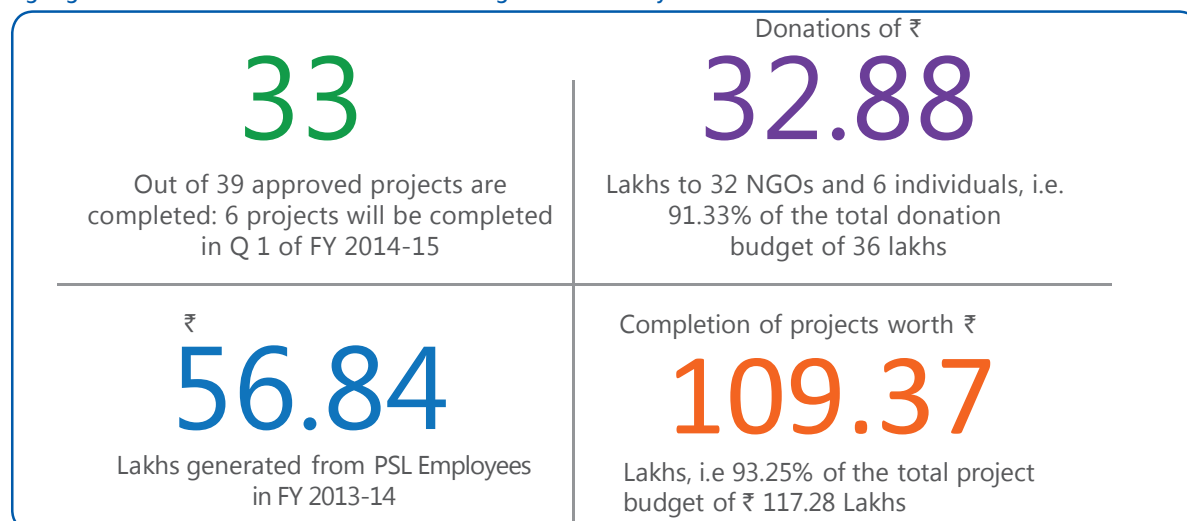 33
Out of 39 approved projects are
completed: 6 projects will be completed
in Q 1 of FY 2014-15
Donations of ₹
32.88
Lakhs to 32 NGOs and 6 individuals, i.e.
91.33% of the total donation
budget of 36 lakhs
₹
56.84
Lakhs generated from PSL Employees
in FY 2013-14
Completion of projects worth ₹
109.37
Lakhs, i.e 93.25% of the total project
budget of ₹ 117.28 Lakhs